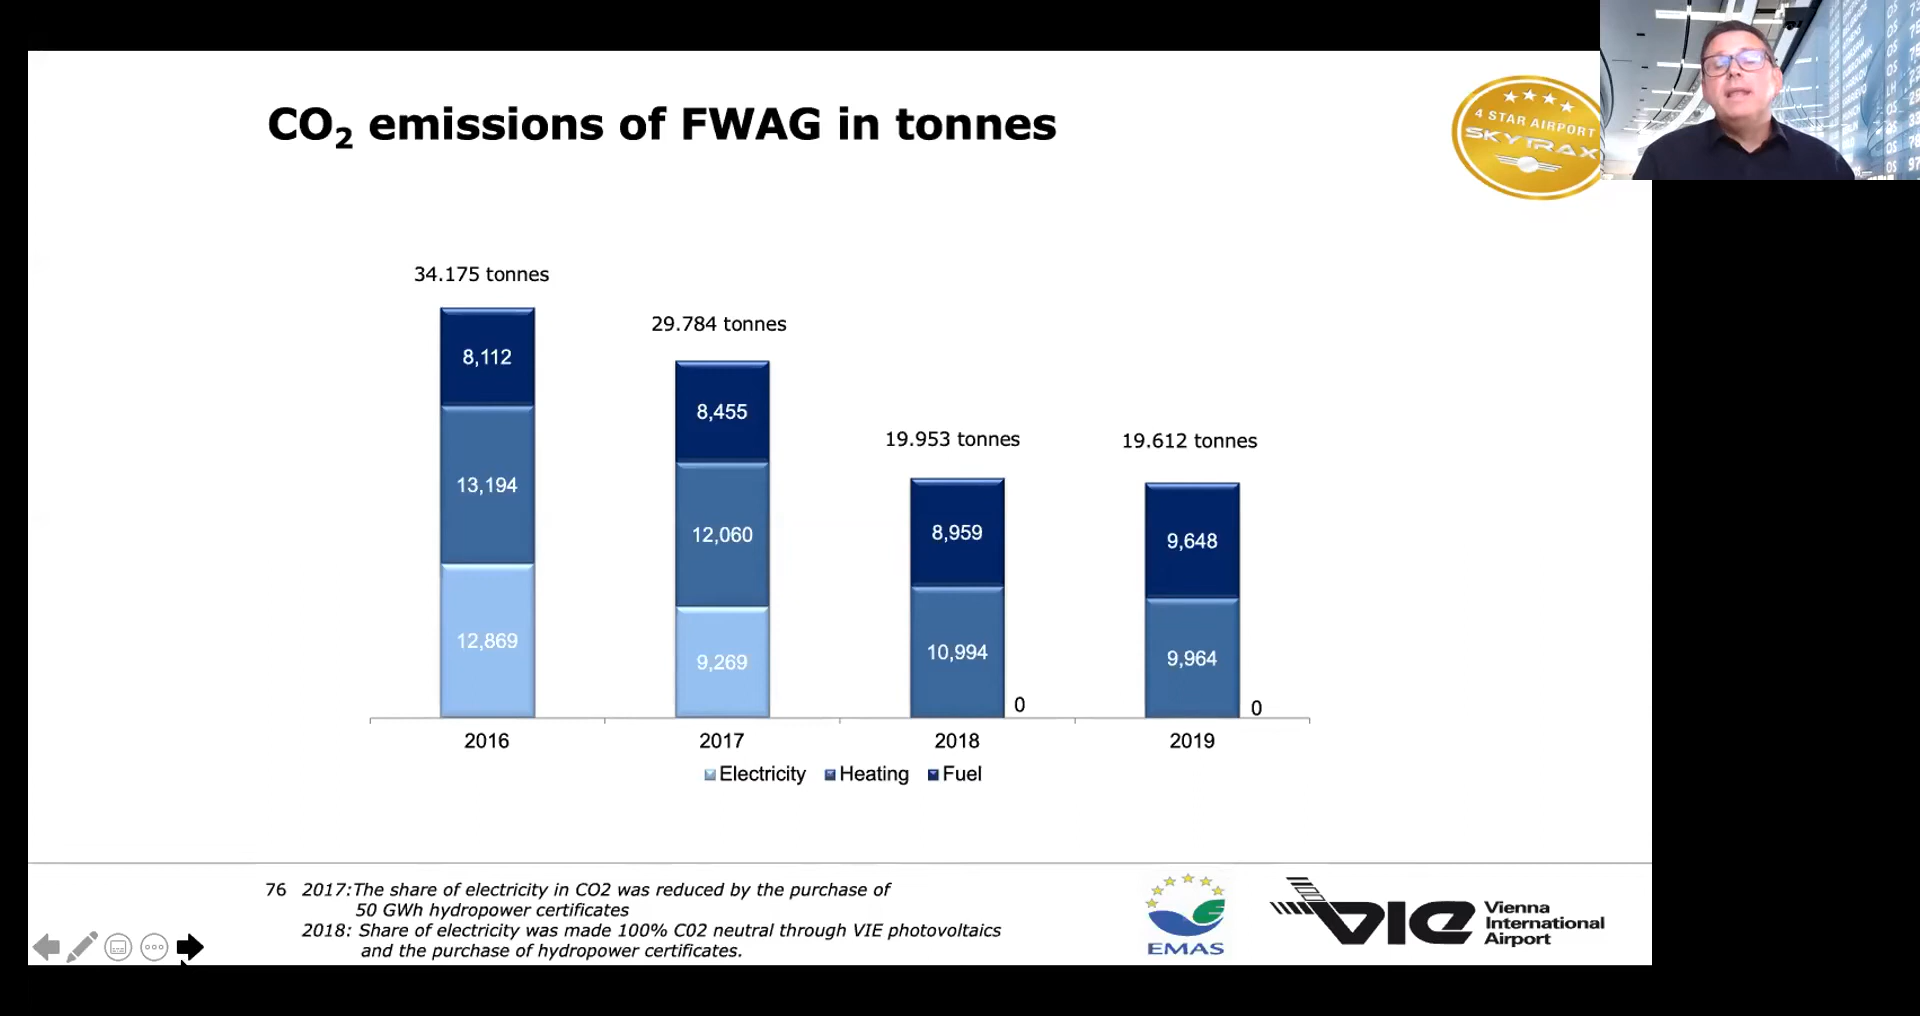 CO2 emissions of FWAG in tonnes
4 STAR AIRPORT
SKYTRAX
34.175 tonnes
29.784 tonnes
19.953 tonnes
19.612 tonnes
8,112
13,194
12,869
8,455
12,060
9,269
8,959
10,994
0
9,648
9,964
0
2016
2017
2018
2019
Electricity Heating Fuel
76 2017:The share of electricity in CO2 was reduced by the purchase of
50 GWh hydropower certificates
2018: Share of electricity was made 100% C02 neutral through VIE photovoltaics
and the purchase of hydropower certificates.
EMAS
VIE
Vienna
International
Airport